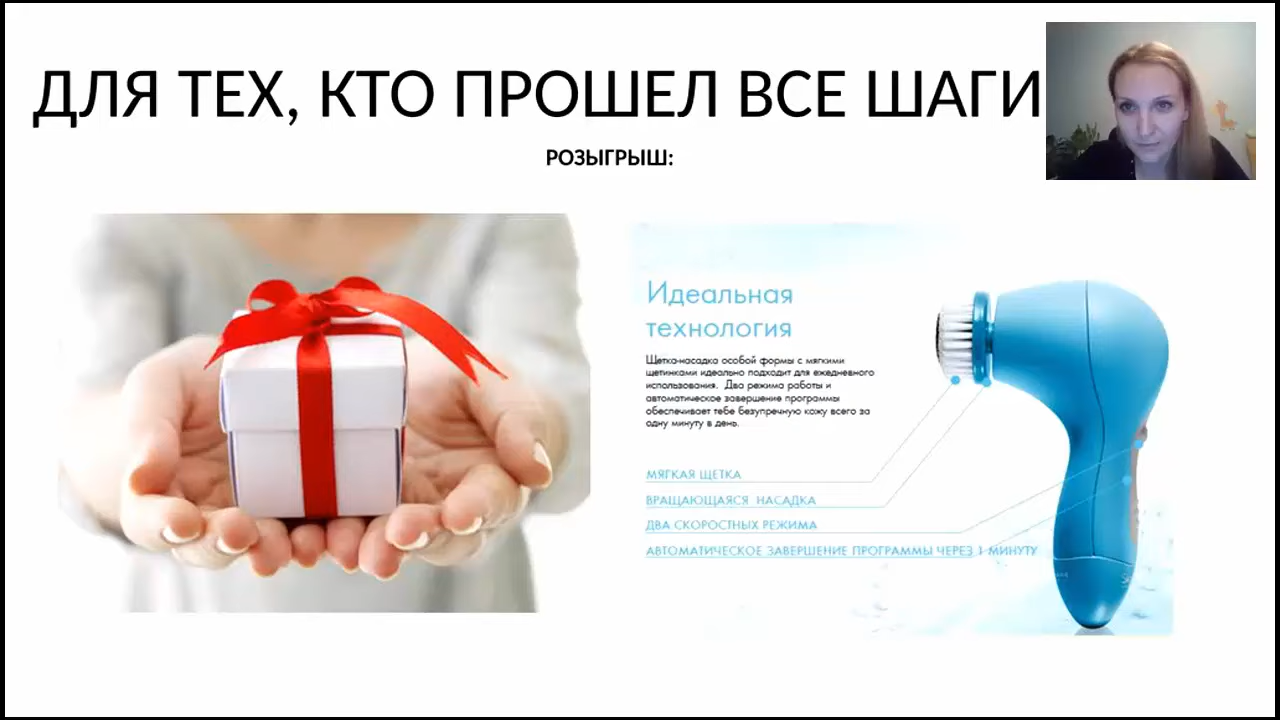 ДЛЯ ТЕХ, КТО ПРОШЕЛ ВСЕ ШАГИ
РОЗЫГРЫШ:
Идеальная
технология
Щетка-насадка особой формы с мягкими
щетинками идеально подходит для ежедневного
использования. Два режима работы и
автоматическое завершение программы
обеспечивает тебе безупречную кожу всего за
одну минуту в день.
МЯГКАЯ ЩЕТКА
ВРАЩАЮЩАЯСЯ НАСАДКА
ДВА СКОРОСТНЫХ РЕЖИМА
АВТОМАТИЧЕСКОЕ ЗАВЕРШЕНИЕ ПРОГРАММЫ ЧЕРЕЗ 1 МИНУТУ